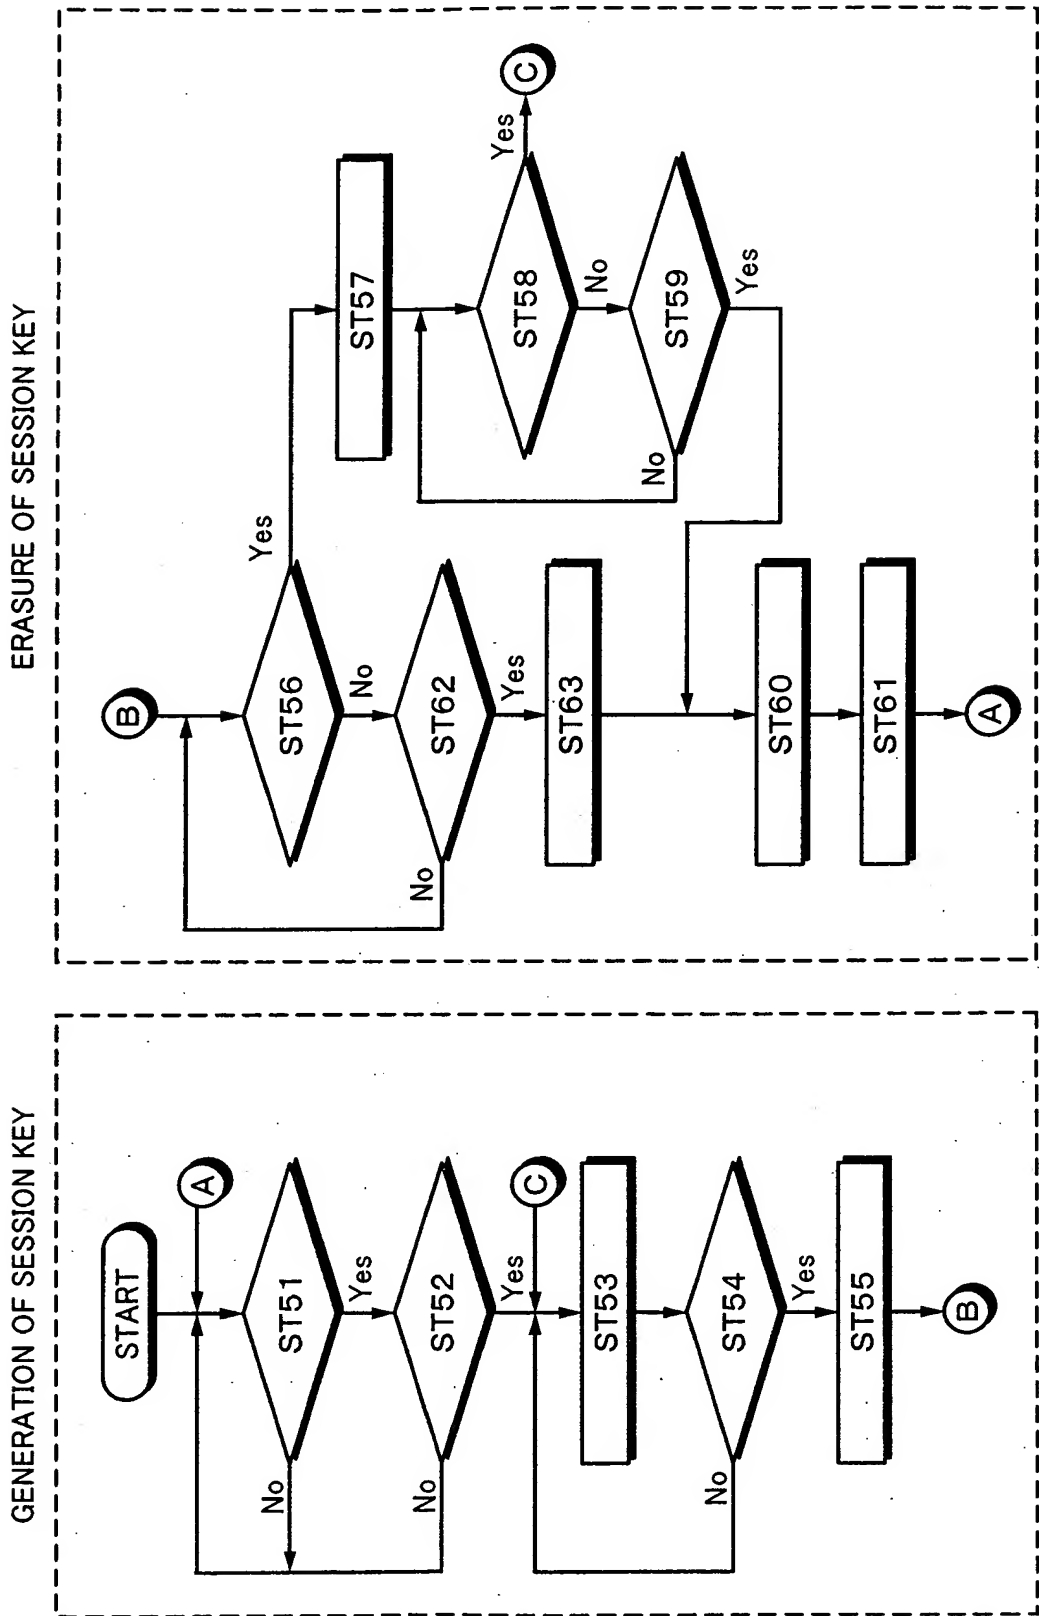 GENERATION OF SESSION KEY
START
A
ST51
No
Yes
ST52
No
Yes
C
ST53
ST54
No
Yes
ST55
B
ERASURE OF SESSION KEY
B
ST56
Yes
No
ST62
No
Yes
ST63
ST57
ST58
Yes
C
No
ST59
No
Yes
ST60
ST61
A